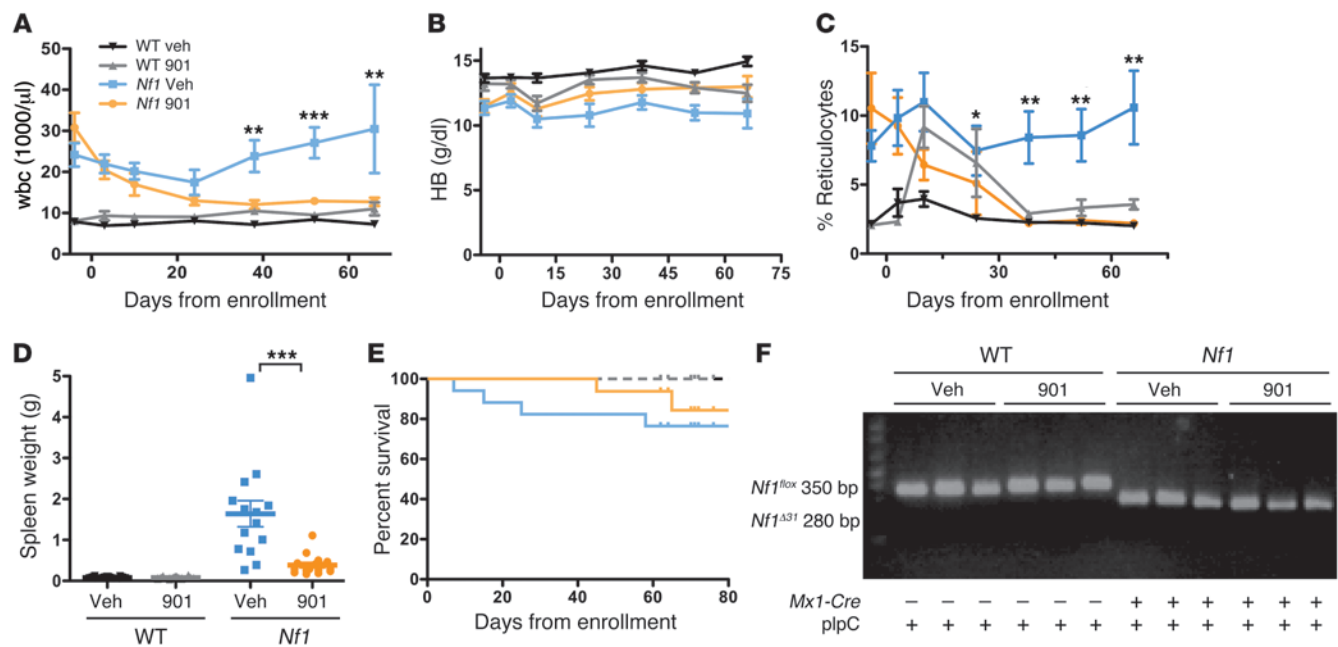 A
wbc (1000/µl)
50
40
30
20
10
0
WT veh
WT 901
Nf1 Veh
Nf1 901
**
***
**
0 20 40 60
Days from enrollment
B
HB (g/dl)
15
10
5
0
0 15 30 45 60 75
Days from enrollment
C
% Reticulocytes
15
10
5
0
*
**
**
**
0 30 60
Days from enrollment
D
Spleen weight (g)
5
4
3
2
1
0
***
Veh 901 Veh 901
WT Nf1
E
Percent survival
100
80
60
40
20
0
0 20 40 60 80
Days from enrollment
F
WT Nf1
Veh 901 Veh 901
Nf1flox 350 bp
Nf1Δ31 280 bp
Mx1-Cre − − − − − − + + + + + +
pIpC + + + + + + + + + + + +